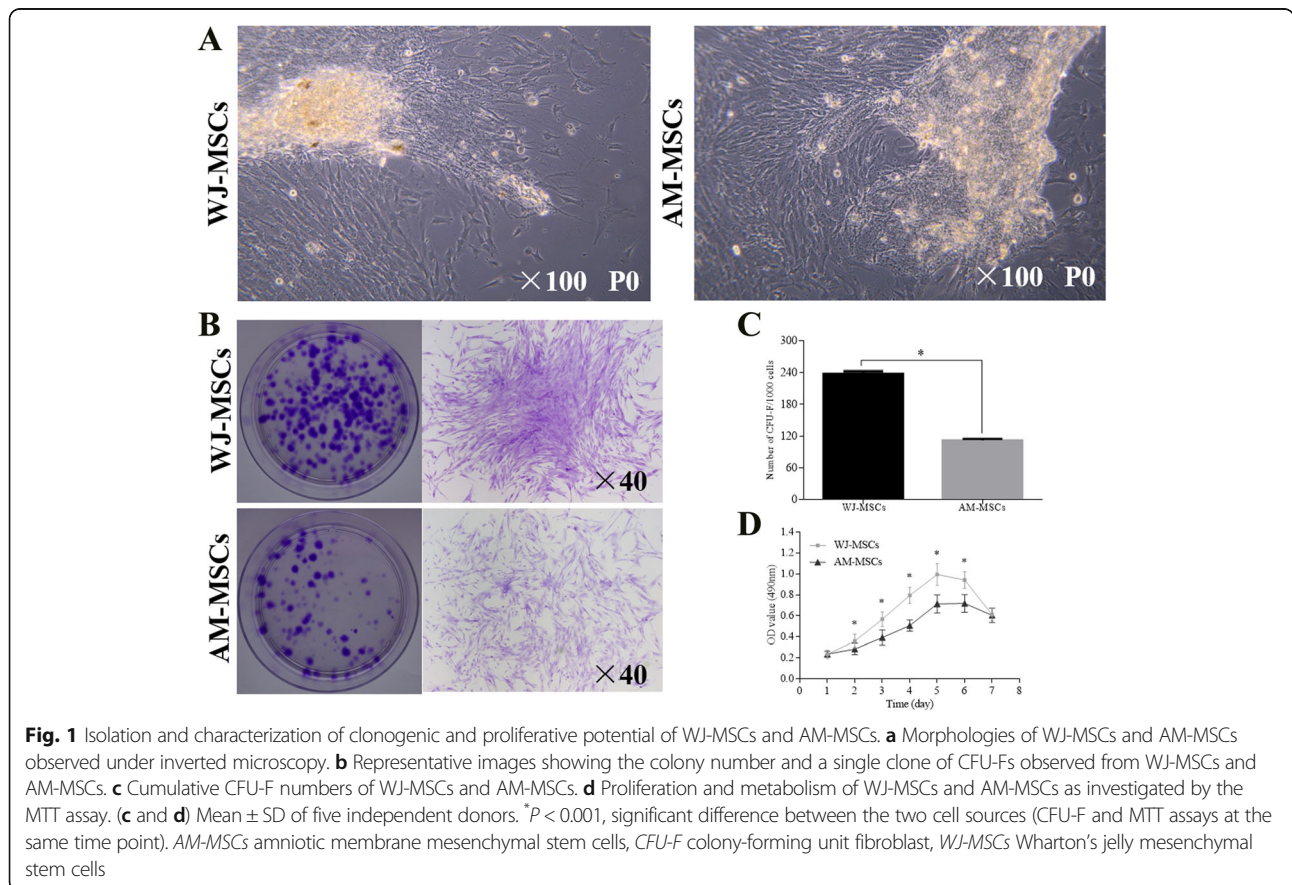 A
WJ-MSCs
×100 P0
AM-MSCs
×100 P0
B
WJ-MSCs
×40
AM-MSCs
×40
C
Number of CFU-F/1000 cells
300
240
180
120
60
0
*
WJ-MSCs AM-MSCs
D
OD value (490nm)
1.4
1.2
1.0
0.8
0.6
0.4
0.2
0.0
WJ-MSCs
AM-MSCs
* * * * *
0 1 2 3 4 5 6 7 8
Time (day)
Fig. 1 Isolation and characterization of clonogenic and proliferative potential of WJ-MSCs and AM-MSCs. a Morphologies of WJ-MSCs and AM-MSCs
observed under inverted microscopy. b Representative images showing the colony number and a single clone of CFU-Fs observed from WJ-MSCs and
AM-MSCs. c Cumulative CFU-F numbers of WJ-MSCs and AM-MSCs. d Proliferation and metabolism of WJ-MSCs and AM-MSCs as investigated by the
MTT assay. (c and d) Mean ± SD of five independent donors. *P < 0.001, significant difference between the two cell sources (CFU-F and MTT assays at the
same time point). AM-MSCs amniotic membrane mesenchymal stem cells, CFU-F colony-forming unit fibroblast, WJ-MSCs Wharton's jelly mesenchymal
stem cells